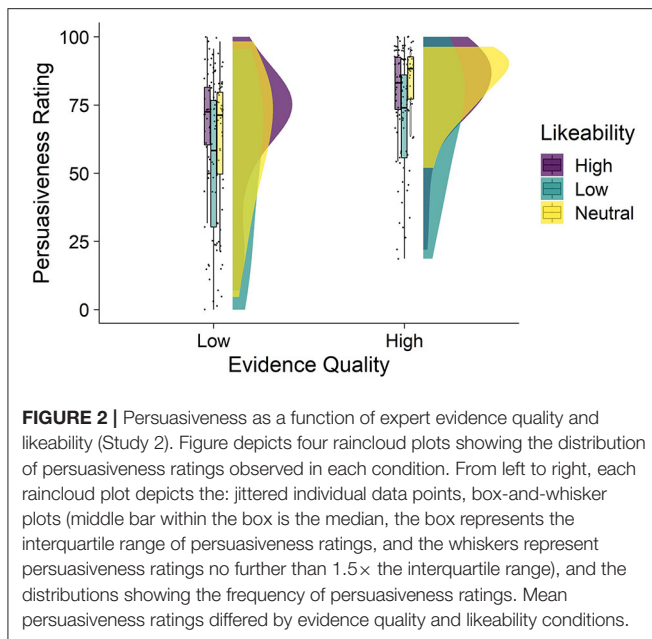 100
75
50
25
0
Persuasiveness Rating
Low
High
Evidence Quality
Likeability
High
Low
Neutral
FIGURE 2 | Persuasiveness as a function of expert evidence quality and
likeability (Study 2). Figure depicts four raincloud plots showing the distribution
of persuasiveness ratings observed in each condition. From left to right, each
raincloud plot depicts the: jittered individual data points, box-and-whisker
plots (middle bar within the box is the median, the box represents the
interquartile range of persuasiveness ratings, and the whiskers represent
persuasiveness ratings no further than 1.5× the interquartile range), and the
distributions showing the frequency of persuasiveness ratings. Mean
persuasiveness ratings differed by evidence quality and likeability conditions.